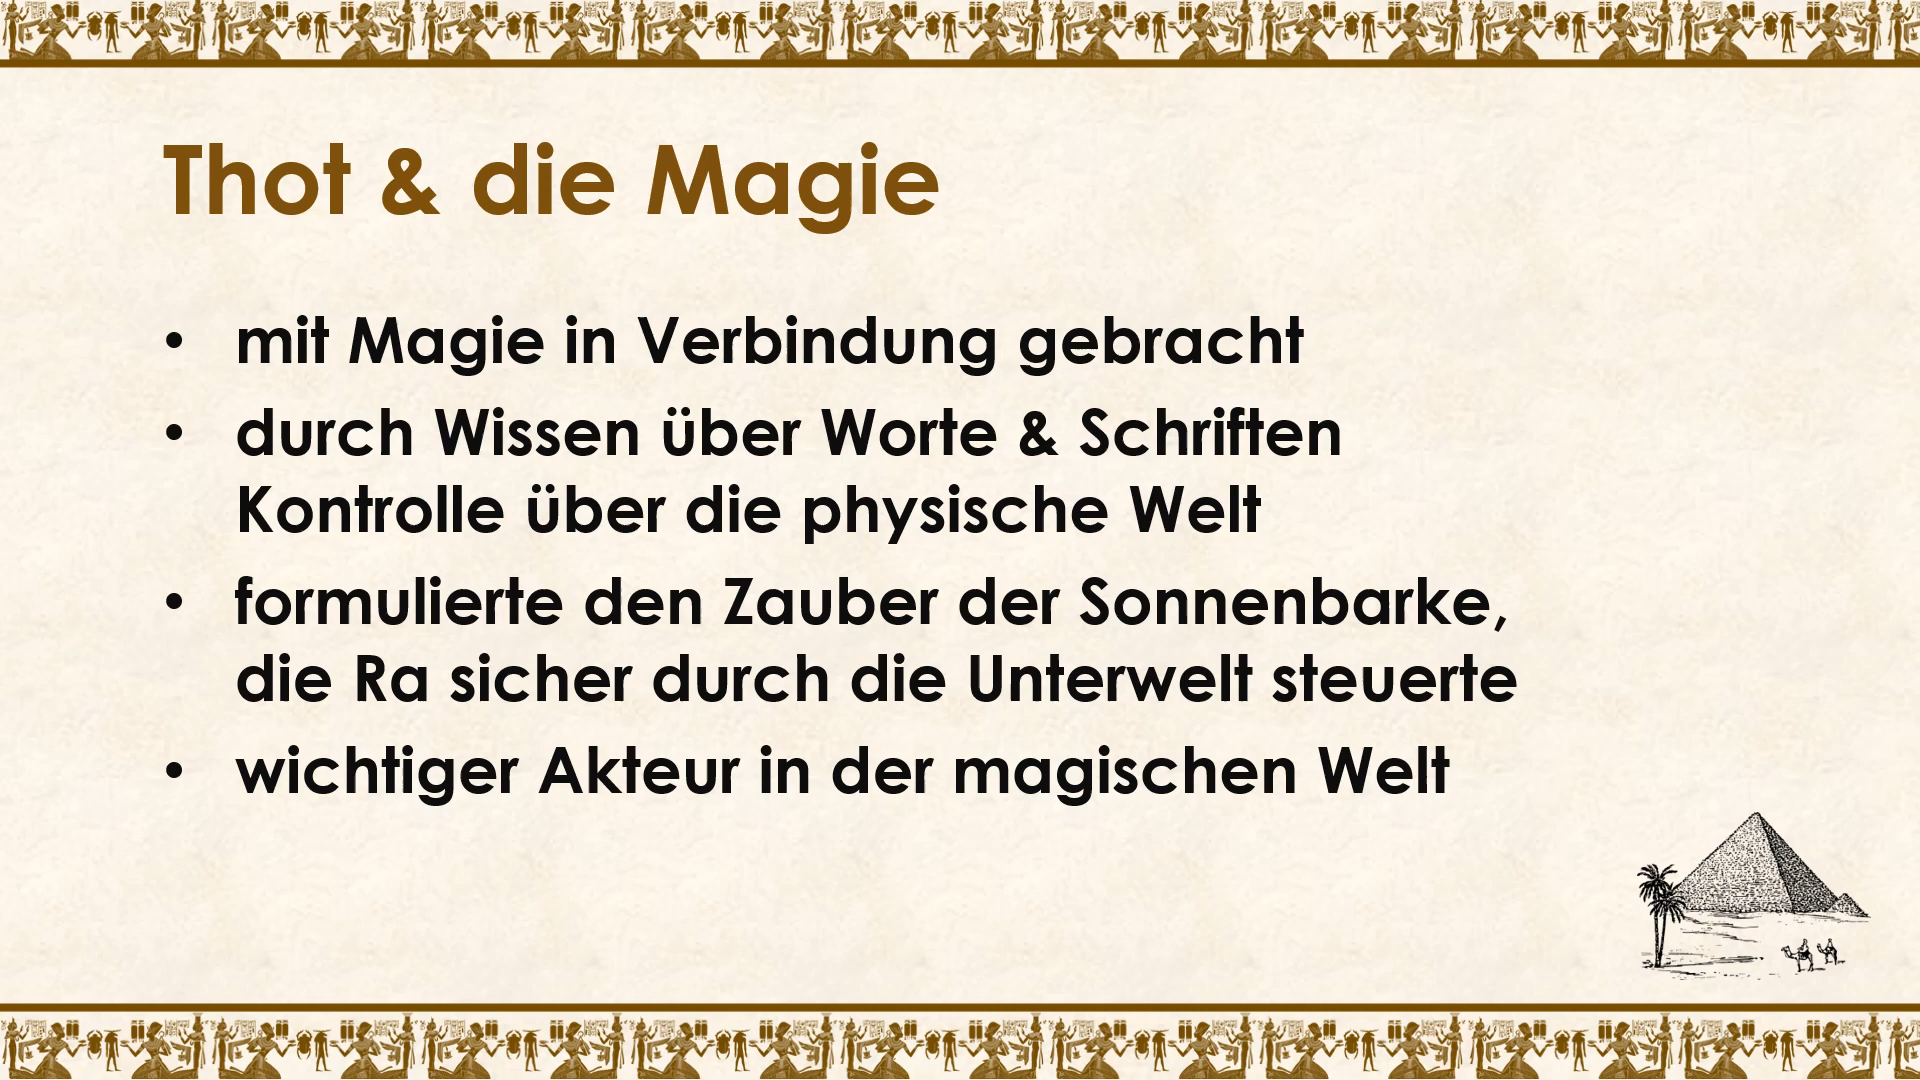 Thot & die Magie
• mit Magie in Verbindung gebracht
• durch Wissen über Worte & Schriften
Kontrolle über die physische Welt
• formulierte den Zauber der Sonnenbarke,
die Ra sicher durch die Unterwelt steuerte
• wichtiger Akteur in der magischen Welt